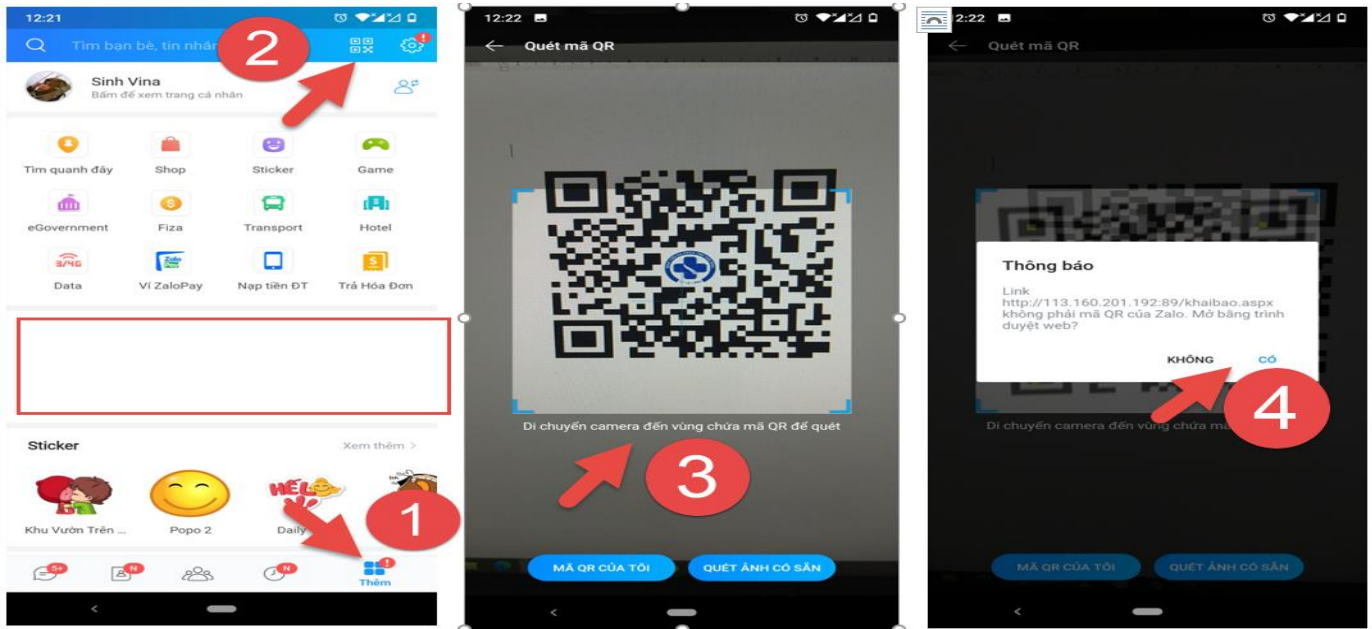 12:21
Tìm bạn bè, tin nhắn
2
Sinh Vina
Bấm để xem trang cá nhân
Tìm quanh đây
Shop
Sticker
Game
eGovernment
Fiza
Transport
Hotel
3/4G
Zalo
Data
Ví ZaloPay
Nạp tiền ĐT
Trả Hóa Đơn
Sticker
Xem thêm >
HELLO
Khu Vườn Trên ...
Popo 2
Daily
1
5+
N
N
Thêm
12:22
Quét mã QR
Di chuyển camera đến vùng chứa mã QR để quét
3
MÃ QR CỦA TÔI
QUÉT ẢNH CÓ SẴN
2:22
Quét mã QR
Thông báo
Link
http://113.160.201.192:89/khaibao.aspx
không phải mã QR của Zalo. Mở bằng trình
duyệt web?
KHÔNG
CÓ
4
Di chuyển camera đến vùng chứa mã
MÃ QR CỦA TÔI
QUÉT ẢNH CÓ SẴN